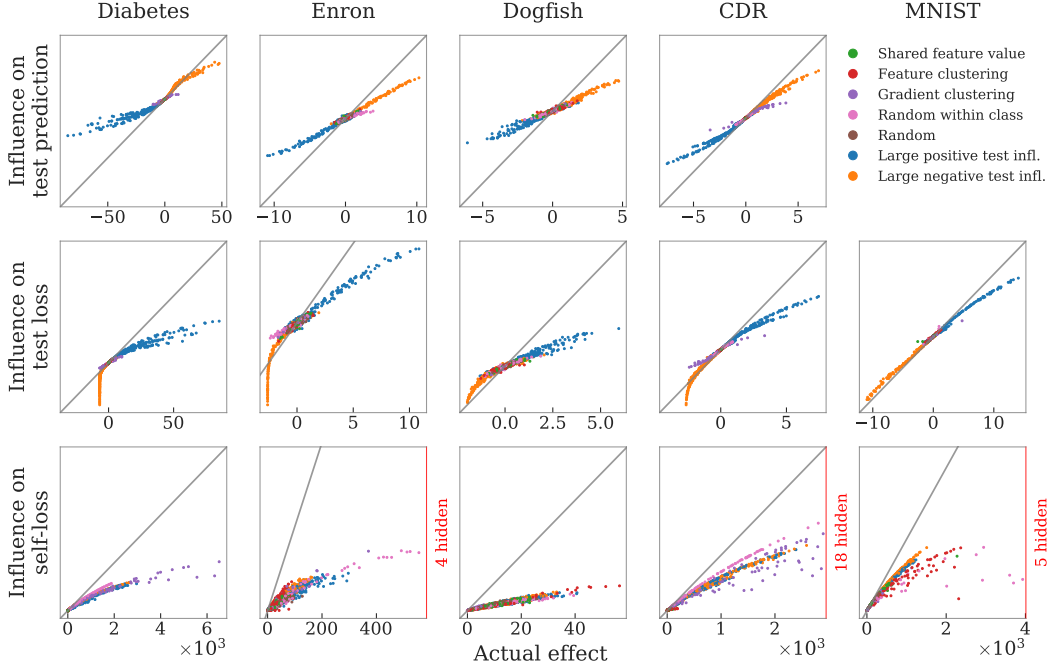 Diabetes Enron Dogfish CDR MNIST
Influence on
test prediction
−50 0 50
−10 0 10
−5 0 5
−5 0 5
Shared feature value
Feature clustering
Gradient clustering
Random within class
Random
Large positive test infl.
Large negative test infl.
Influence on
test loss
0 50
0 5 10
0.0 2.5 5.0
0 5
−10 0 10
Influence on
self-loss
0 2 4 6
×10³
0 200 400
4 hidden
0 20 40
0 1 2
×10³
18 hidden
0 1 2 3 4
×10³
5 hidden
Actual effect